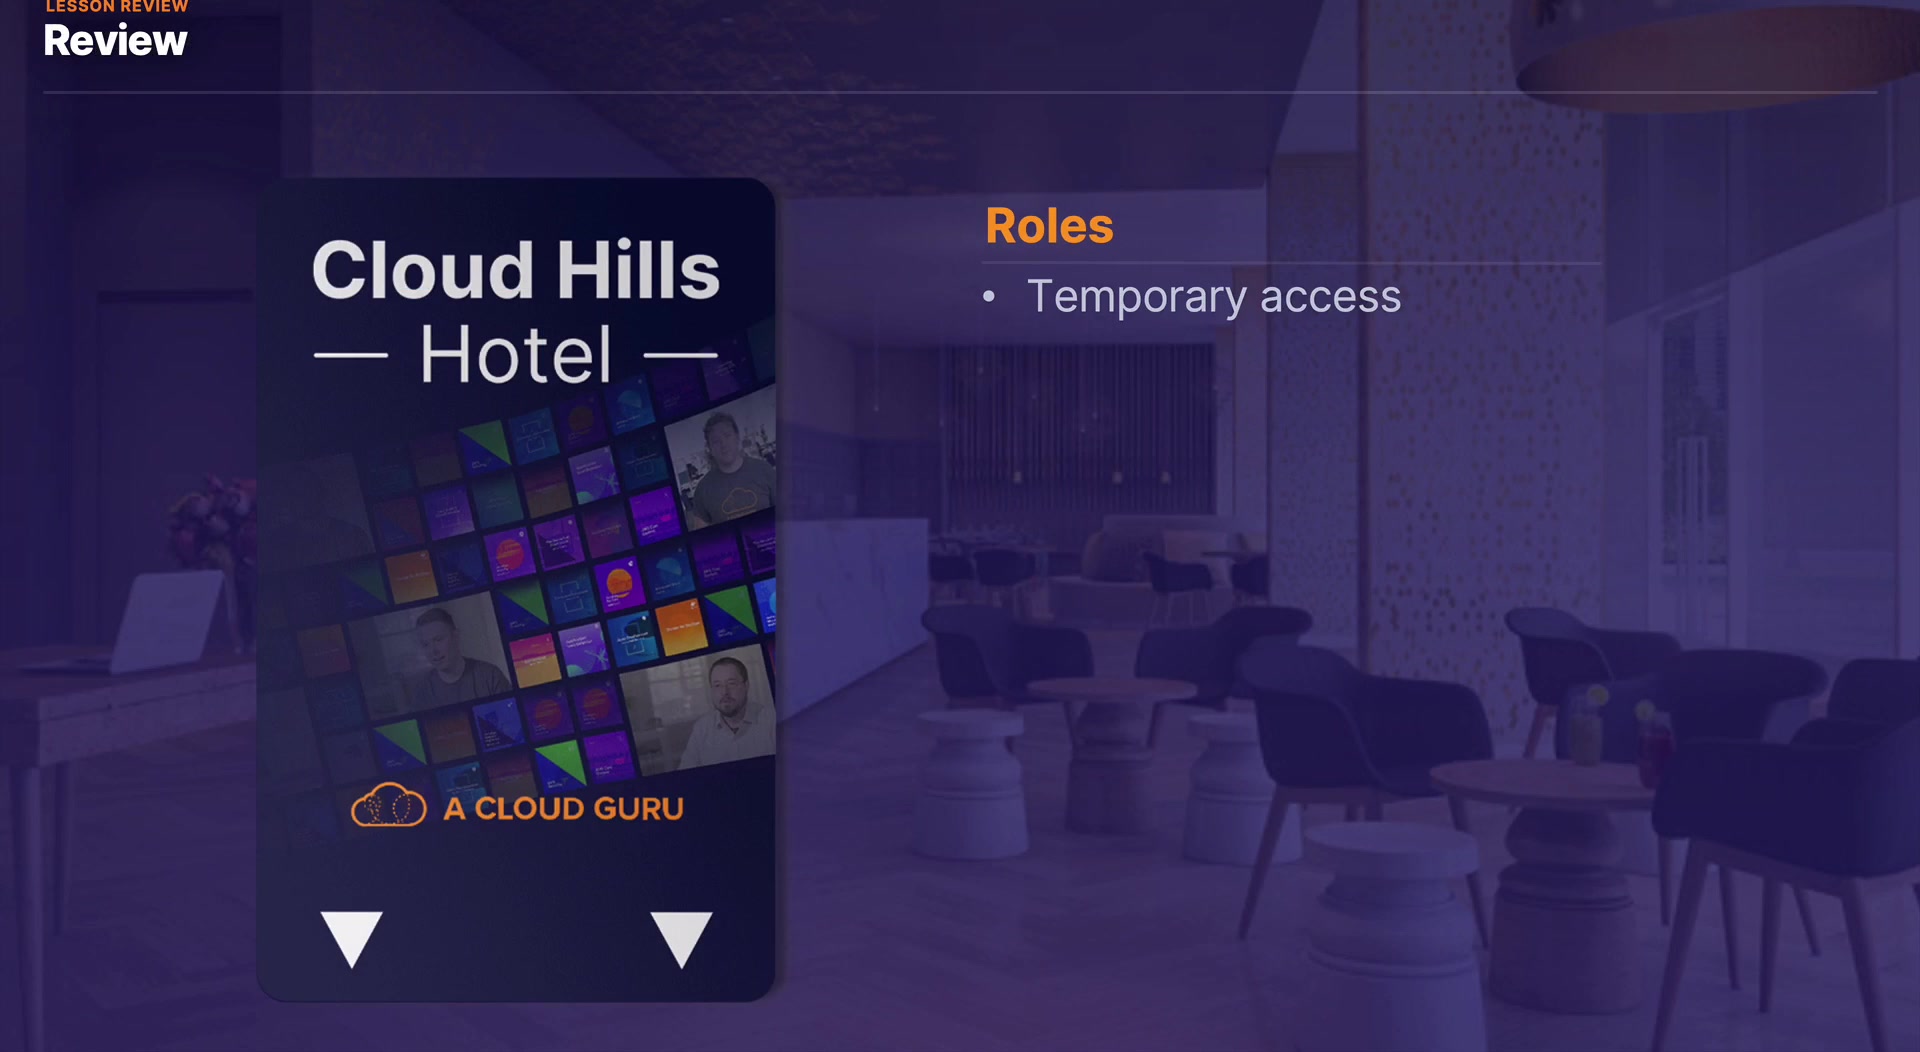 LESSON REVIEW
Review
Cloud Hills
Hotel
A CLOUD GURU
Roles
• Temporary access